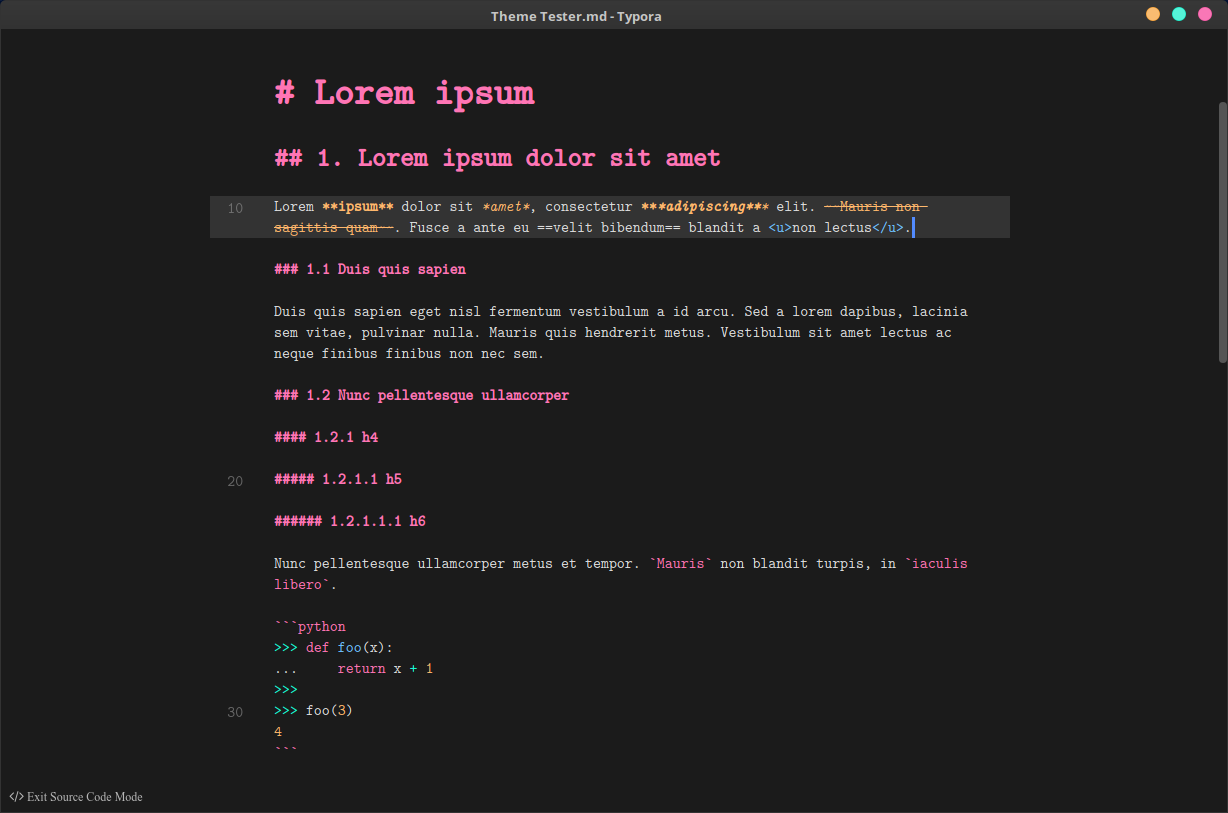 Theme Tester.md - Typora
# Lorem ipsum
## 1. Lorem ipsum dolor sit amet
10 Lorem **ipsum** dolor sit *amet*, consectetur ***adipiscing*** elit. ~~Mauris non
sagittis quam~~. Fusce a ante eu ==velit bibendum== blandit a <u>non lectus</u>.
### 1.1 Duis quis sapien
Duis quis sapien eget nisl fermentum vestibulum a id arcu. Sed a lorem dapibus, lacinia
sem vitae, pulvinar nulla. Mauris quis hendrerit metus. Vestibulum sit amet lectus ac
neque finibus finibus non nec sem.
### 1.2 Nunc pellentesque ullamcorper
#### 1.2.1 h4
20 ##### 1.2.1.1 h5
###### 1.2.1.1.1 h6
Nunc pellentesque ullamcorper metus et tempor. `Mauris` non blandit turpis, in `iaculis
libero`.
```python
>>> def foo(x):
...     return x + 1
>>>
30 >>> foo(3)
4
```
</> Exit Source Code Mode